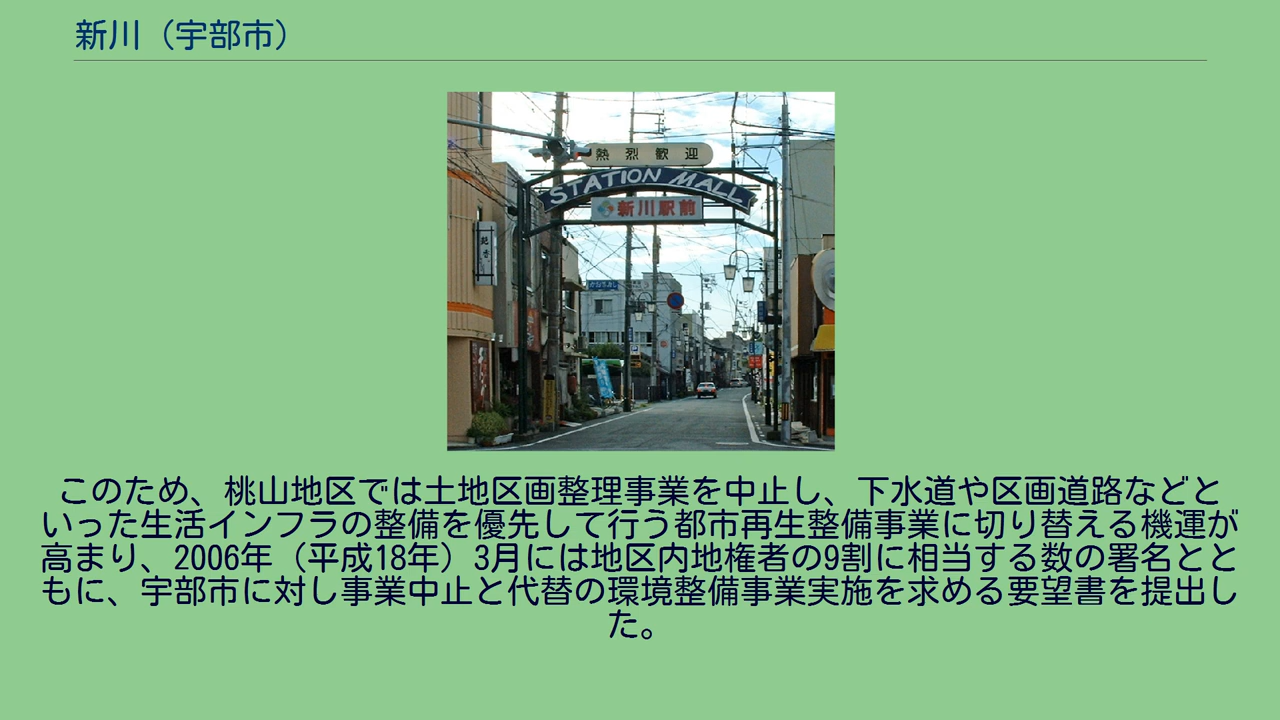 新川（宇部市）
熱烈歓迎
STATION MALL
新川駅前
このため、桃山地区では土地区画整理事業を中止し、下水道や区画道路などと
いった生活インフラの整備を優先して行う都市再生整備事業に切り替える機運が
高まり、2006年（平成18年）3月には地区内地権者の9割に相当する数の署名とと
もに、宇部市に対し事業中止と代替の環境整備事業実施を求める要望書を提出し
た。